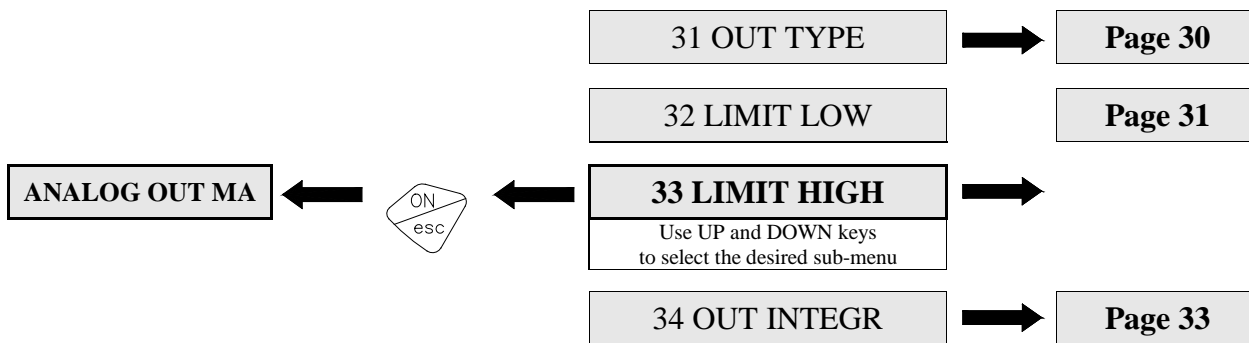 31 OUT TYPE Page 30
32 LIMIT LOW Page 31
ANALOG OUT MA ON esc 33 LIMIT HIGH
Use UP and DOWN keys
to select the desired sub-menu
34 OUT INTEGR Page 33